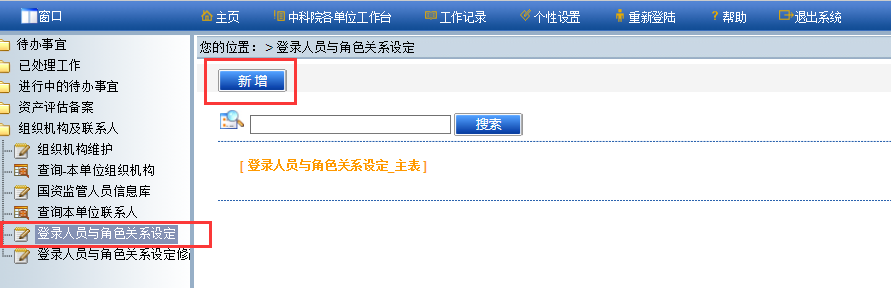 窗口 主页 中科院各单位工作台 工作记录 个性设置 重新登陆 ? 帮助 退出系统
待办事宜
已处理工作
进行中的待办事宜
资产评估备案
组织机构及联系人
组织机构维护
查询-本单位组织机构
国资监管人员信息库
查询本单位联系人
登录人员与角色关系设定
登录人员与角色关系设定修
您的位置： > 登录人员与角色关系设定
新增
搜索
[ 登录人员与角色关系设定_主表 ]